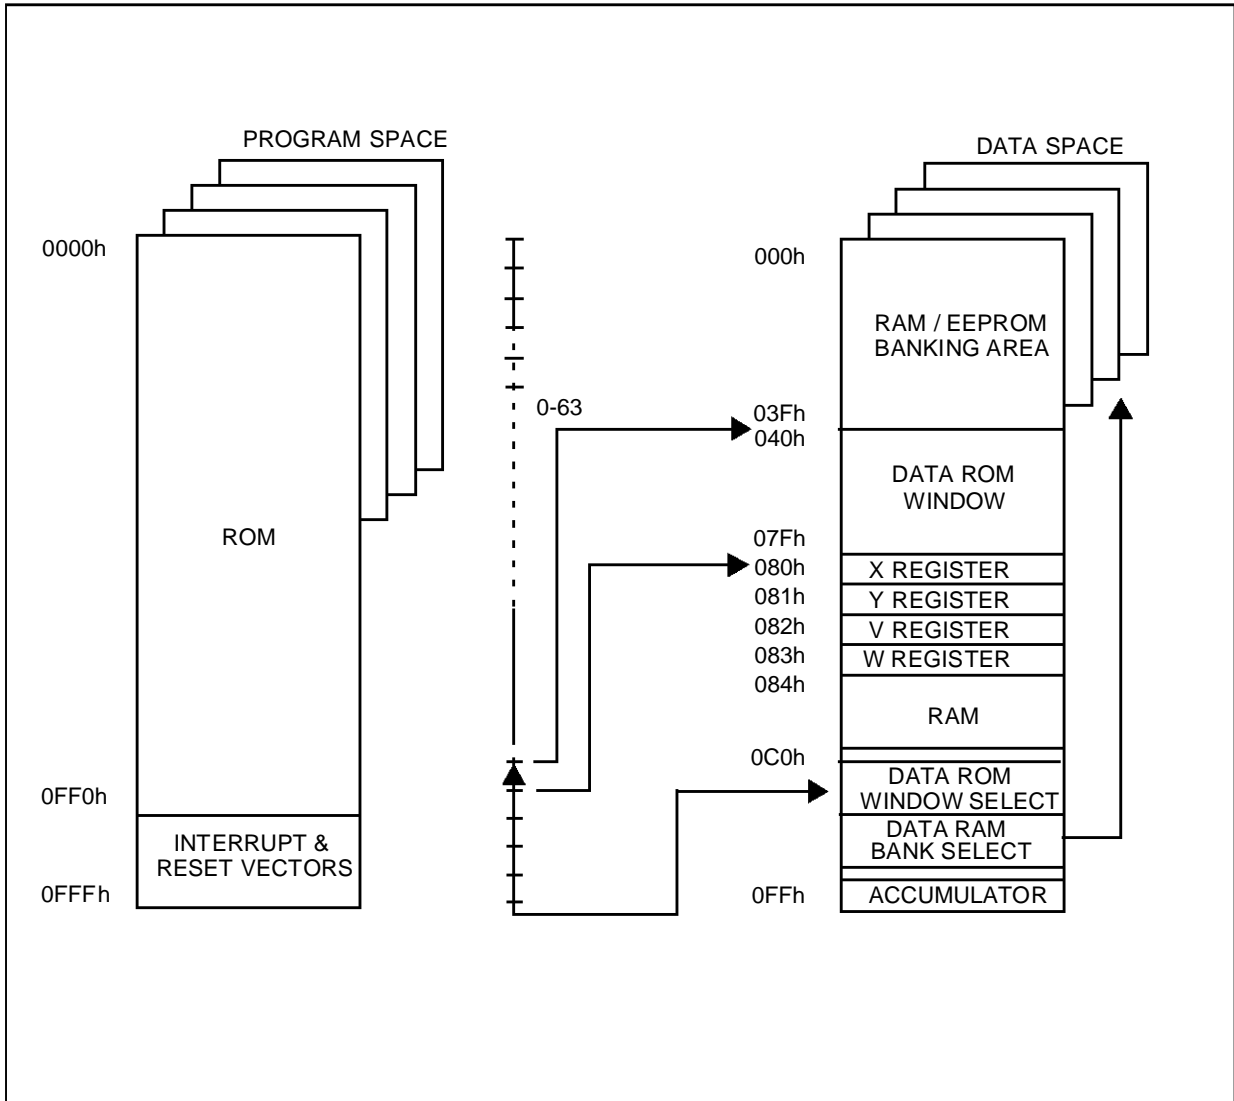 PROGRAM SPACE
0000h
ROM
0FF0h
INTERRUPT &
RESET VECTORS
0FFFh
0-63
DATA SPACE
000h
RAM / EEPROM
BANKING AREA
03Fh
040h
DATA ROM
WINDOW
07Fh
080h
X REGISTER
081h
Y REGISTER
082h
V REGISTER
083h
W REGISTER
084h
RAM
0C0h
DATA ROM
WINDOW SELECT
DATA RAM
BANK SELECT
0FFh
ACCUMULATOR